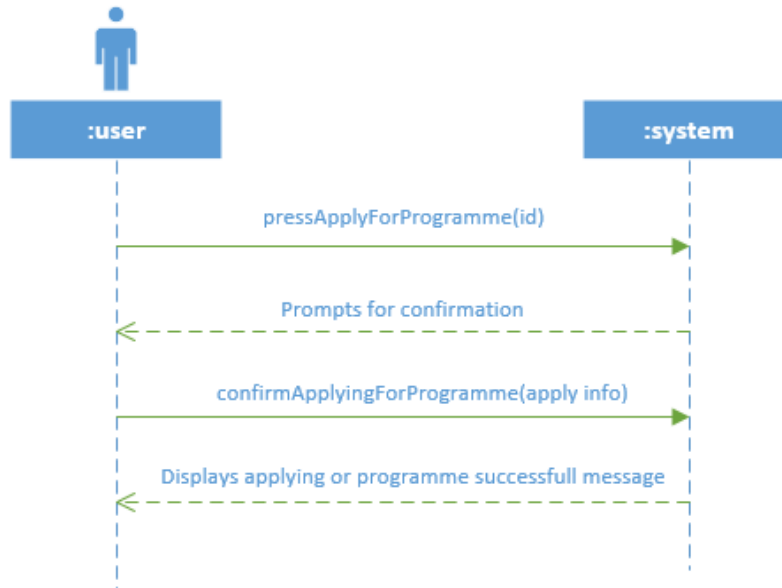 :user
:system
pressApplyForProgramme(id)
Prompts for confirmation
confirmApplyingForProgramme(apply info)
Displays applying or programme successfull message